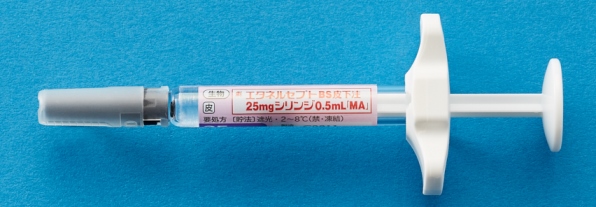 生物 エタネルセプトBS皮下注
皮 25mgシリンジ0.5mL「MA」
要処方 [貯法]遮光・2~8℃(禁・凍結)